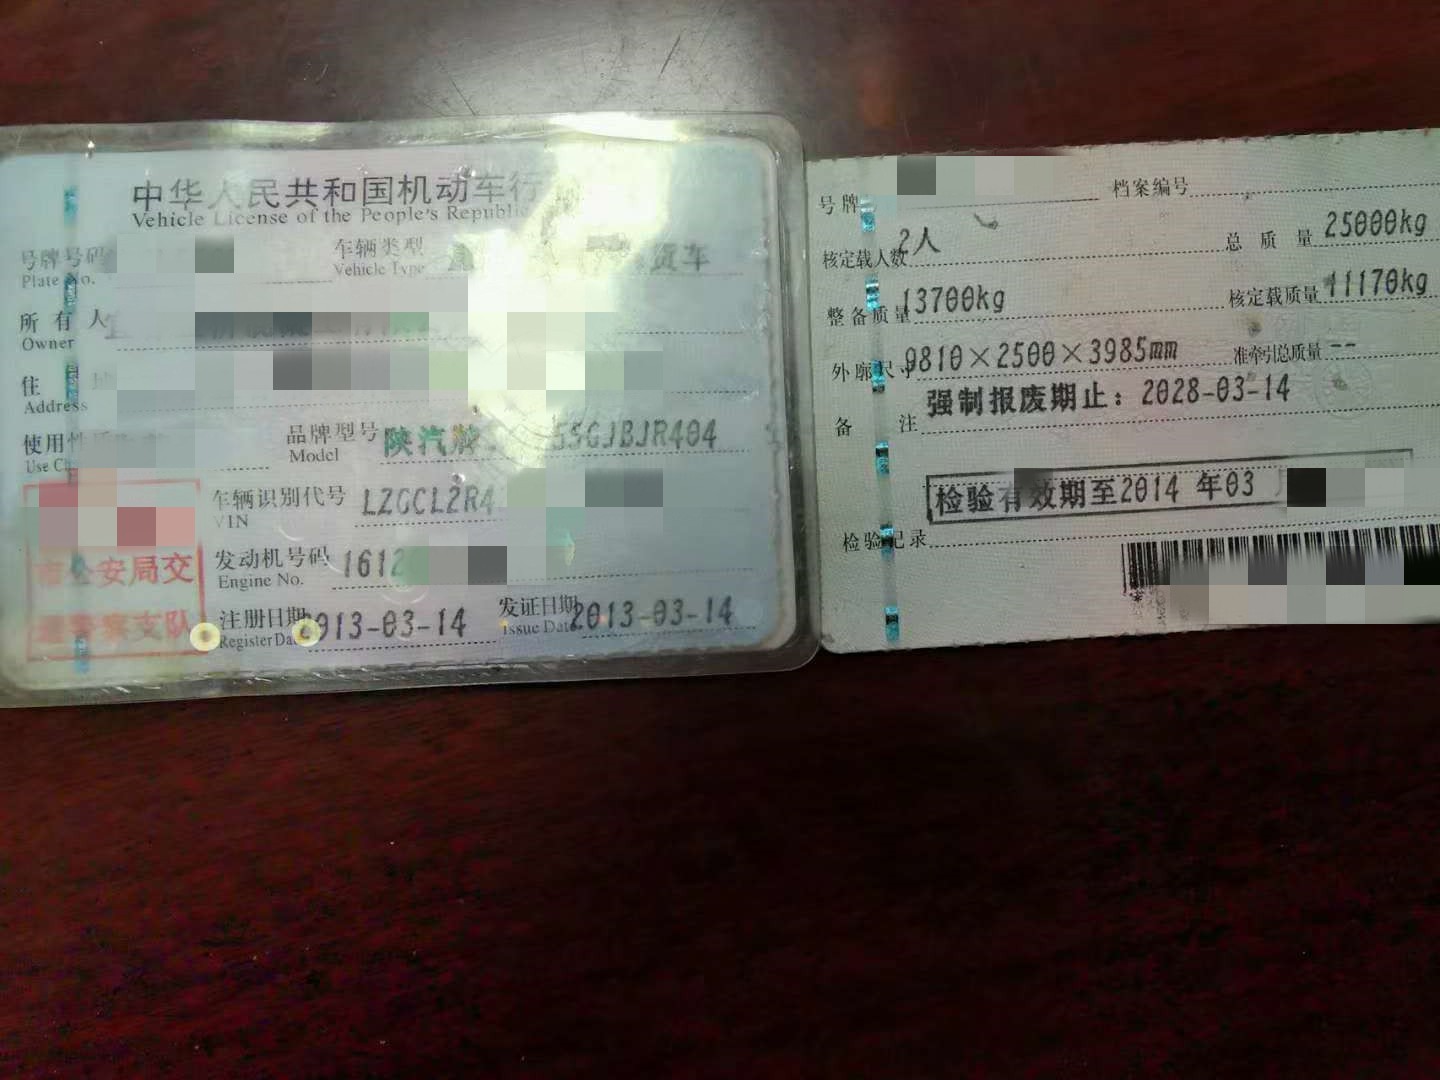 中华人民共和国机动车行
Vehicle License of the People's Republic
号牌号码
Plate No.
车辆类型
Vehicle Type
货车
所有人
Owner
住
Address
使用
Use
品牌型号 陕汽牌
Model
5SGJBJR404
车辆识别代号 LZGCL2R4
VIN
发动机号码 1612
Engine No.
注册日期 2013-03-14
Register Date
发证日期 2013-03-14
Issue Date
市公安局交
通警察支队
号牌
档案编号
核定载人数 2人
总质量 25000kg
整备质量 13700kg
核定载质量 11170kg
外廓尺寸 9810×2500×3985mm
准牵引总质量 --
备注 强制报废期止：2028-03-14
检验有效期至2014 年03
检验记录